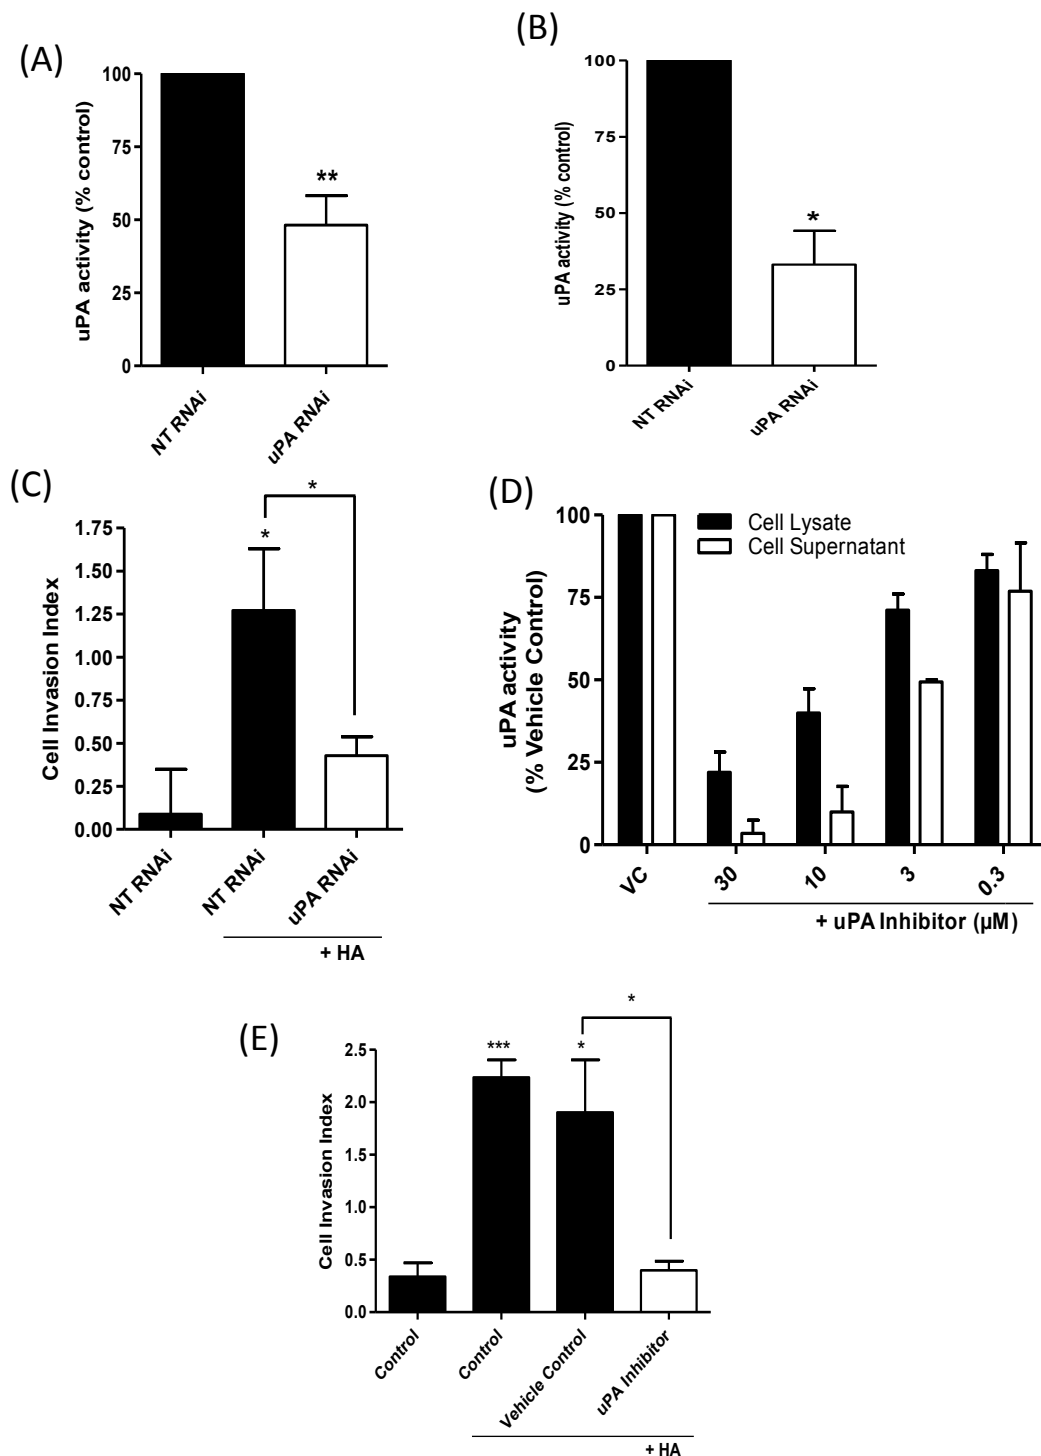 (A)
uPA activity (% control)
100
75
50
25
0
**
NT RNAi
uPA RNAi
(B)
uPA activity (% control)
100
75
50
25
0
*
NT RNAi
uPA RNAi
(C)
Cell Invasion Index
1.75
1.50
1.25
1.00
0.75
0.50
0.25
0.00
*
*
NT RNAi
NT RNAi
uPA RNAi
+ HA
(D)
uPA activity
(% Vehicle Control)
100
75
50
25
0
Cell Lysate
Cell Supernatant
VC
30
10
3
0.3
+ uPA Inhibitor (µM)
(E)
Cell Invasion Index
2.5
2.0
1.5
1.0
0.5
0.0
***
*
*
Control
Control
Vehicle Control
uPA Inhibitor
+ HA